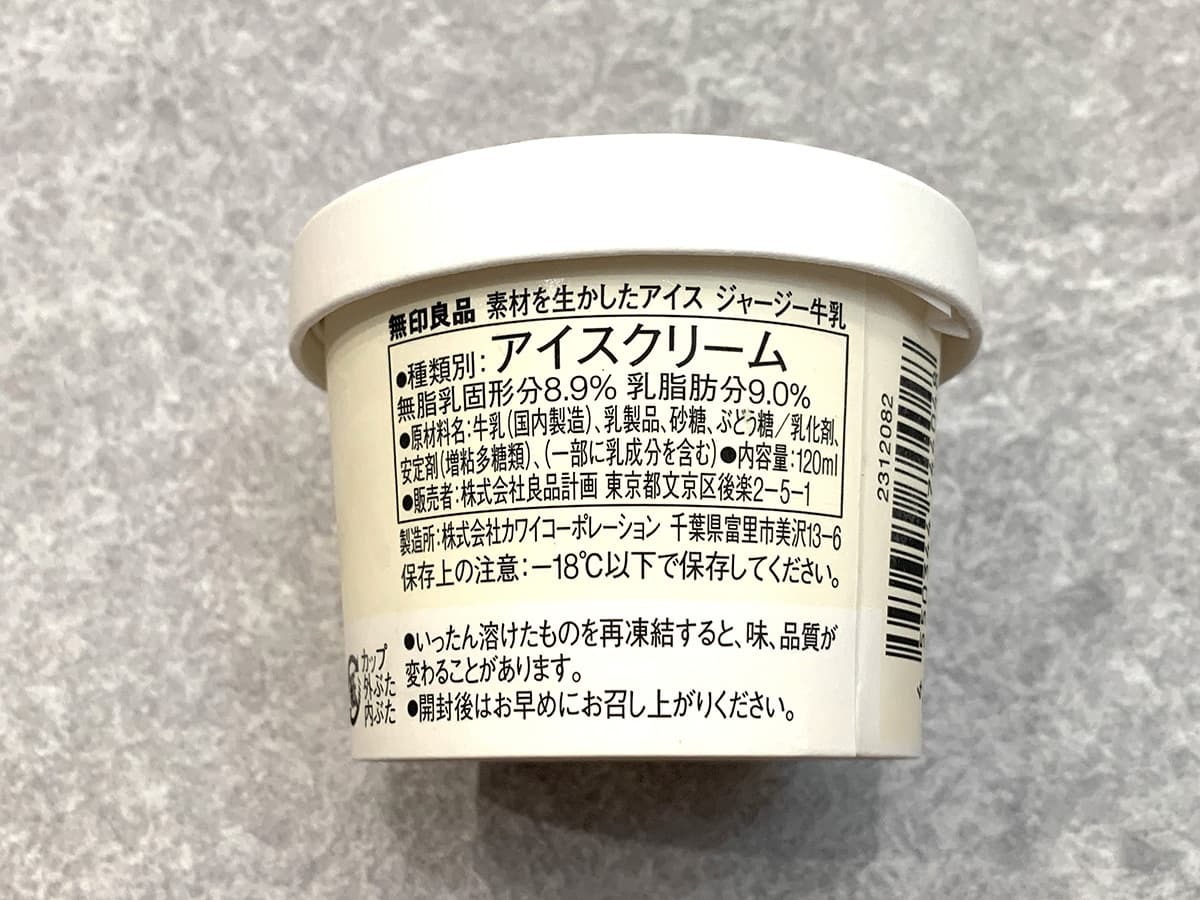 無印良品 素材を生かしたアイス ジャージー牛乳
●種類別：アイスクリーム
無脂乳固形分8.9% 乳脂肪分9.0%
●原材料名：牛乳（国内製造）、乳製品、砂糖、ぶどう糖／乳化剤、
安定剤（増粘多糖類）、（一部に乳成分を含む）●内容量：120ml
●販売者：株式会社良品計画 東京都文京区後楽2−5−1
製造所：株式会社カワイコーポレーション 千葉県富里市美沢13−6
保存上の注意：−18℃以下で保存してください。
●いったん溶けたものを再凍結すると、味、品質が
変わることがあります。
●開封後はお早めにお召し上がりください。
カップ
外ぶた
内ぶた
2312082